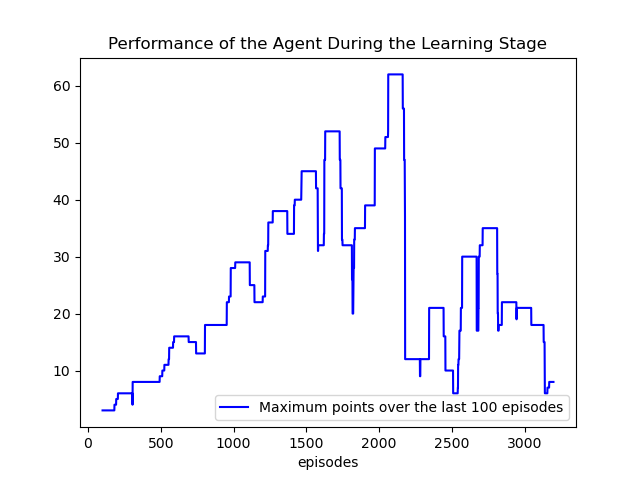 Performance of the Agent During the Learning Stage
60
50
40
30
20
10
Maximum points over the last 100 episodes
0 500 1000 1500 2000 2500 3000
episodes